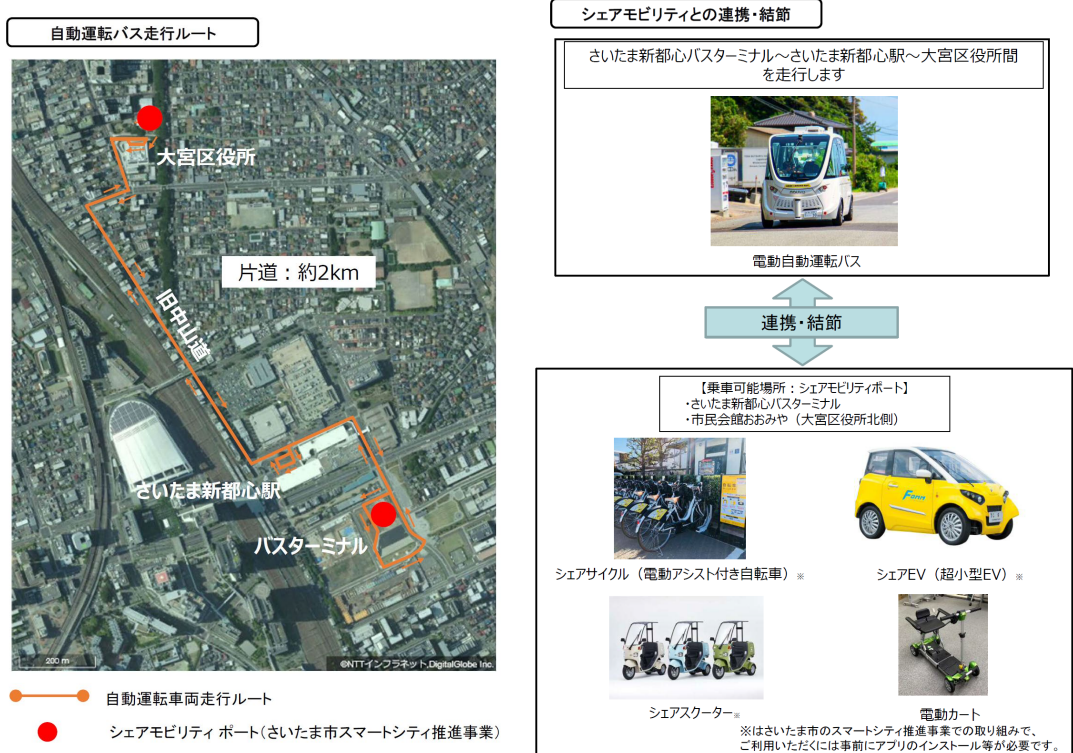 自動運転バス走行ルート
大宮区役所
片道：約2km
旧中山道
さいたま新都心駅
バスターミナル
200 m
©NTTインフラネット,DigitalGlobe Inc.
自動運転車両走行ルート
シェアモビリティポート（さいたま市スマートシティ推進事業）
シェアモビリティとの連携・結節
さいたま新都心バスターミナル～さいたま新都心駅～大宮区役所間
を走行します
電動自動運転バス
連携・結節
【乗車可能場所：シェアモビリティポート】
・さいたま新都心バスターミナル
・市民会館おおみや（大宮区役所北側）
Fomm
シェアサイクル（電動アシスト付き自転車）※
シェアEV（超小型EV）※
シェアスクーター※
電動カート
※はさいたま市のスマートシティ推進事業での取り組みで、
ご利用いただくには事前にアプリのインストール等が必要です。